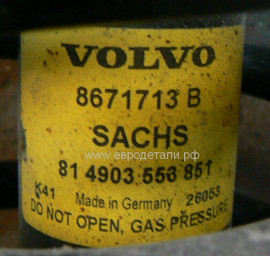 VOLVO
8671713 B
SACHS
81 4903 553 851
www.евродетали.рф
K41 Made in Germany 26053
DO NOT OPEN, GAS PRESSURE